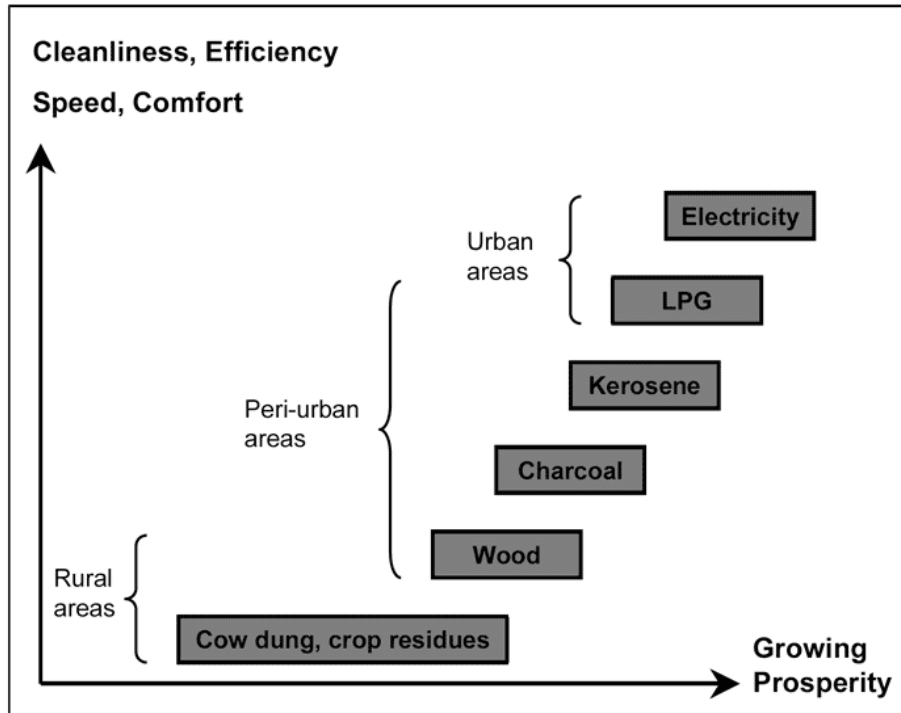 Cleanliness, Efficiency
Speed, Comfort
Electricity
Urban
areas
LPG
Kerosene
Peri-urban
areas
Charcoal
Wood
Rural
areas
Cow dung, crop residues
Growing
Prosperity